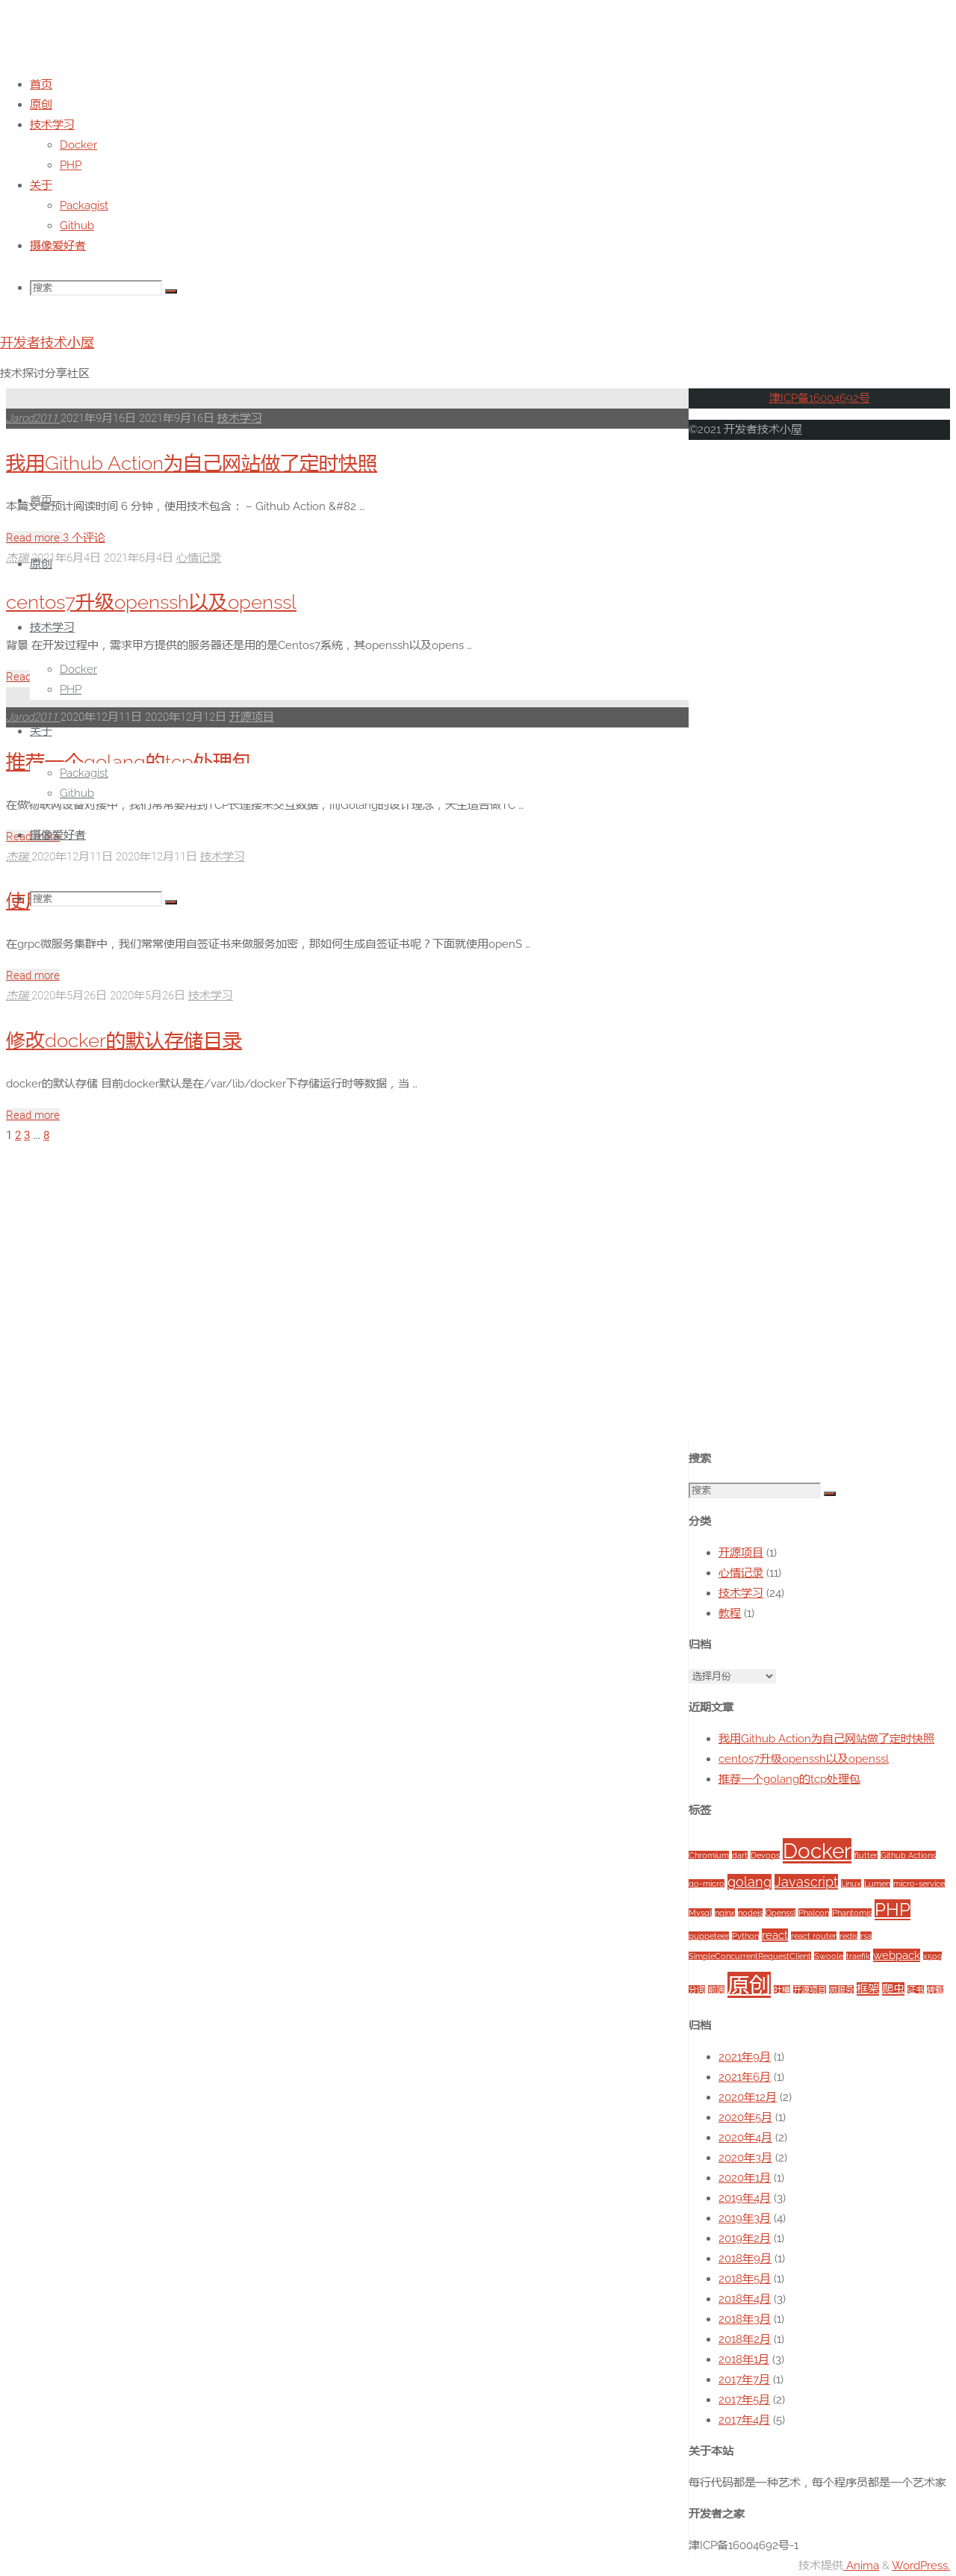 首页
原创
技术学习
Docker
PHP
关于
Packagist
Github
摄像爱好者
搜索
开发者技术小屋
技术探讨分享社区
Jarod2011 2021年9月16日 2021年9月16日 技术学习
我用Github Action为自己网站做了定时快照
本篇文章预计阅读时间 6 分钟，使用技术包含： – Github Action &#82 …
Read more 3 个评论
杰瑞 2021年6月4日 2021年6月4日 心情记录
centos7升级openssh以及openssl
背景 在开发过程中，需求甲方提供的服务器还是用的是Centos7系统，其openssh以及opens …
Read
Jarod2011 2020年12月11日 2020年12月12日 开源项目
推荐一个golang的tcp处理包
在做物联网设备对接中，我们常常要用到TCP长连接来交互数据，而Golang的设计理念，天生适合做TC …
Read more
杰瑞 2020年12月11日 2020年12月11日 技术学习
使用
在grpc微服务集群中，我们常常使用自签证书来做服务加密，那如何生成自签证书呢？下面就使用openS …
Read more
杰瑞 2020年5月26日 2020年5月26日 技术学习
修改docker的默认存储目录
docker的默认存储 目前docker默认是在/var/lib/docker下存储运行时等数据，当 …
Read more
1 2 3 … 8
首页
原创
技术学习
Docker
PHP
关于
Packagist
Github
摄像爱好者
搜索
津ICP备16004692号
©2021 开发者技术小屋
搜索
搜索
分类
开源项目 (1)
心情记录 (11)
技术学习 (24)
教程 (1)
归档
选择月份
近期文章
我用Github Action为自己网站做了定时快照
centos7升级openssh以及openssl
推荐一个golang的tcp处理包
标签
Chromium dart Devops Docker flutter Github Actions
go-micro golang Javascript Linux Lumen micro-service
Mysql nginx nodejs Openssl Phalcon Phantomjs PHP
puppeteer Python react react router redis rsa
SimpleConcurrentRequestClient Swoole traefik webpack x509
分词 前端 原创 吐槽 开源项目 微服务 框架 爬虫 证书 转载
归档
2021年9月 (1)
2021年6月 (1)
2020年12月 (2)
2020年5月 (1)
2020年4月 (2)
2020年3月 (2)
2020年1月 (1)
2019年4月 (3)
2019年3月 (4)
2019年2月 (1)
2018年9月 (1)
2018年5月 (1)
2018年4月 (3)
2018年3月 (1)
2018年2月 (1)
2018年1月 (3)
2017年7月 (1)
2017年5月 (2)
2017年4月 (5)
关于本站
每行代码都是一种艺术，每个程序员都是一个艺术家
开发者之家
津ICP备16004692号-1
技术提供 Anima & WordPress.